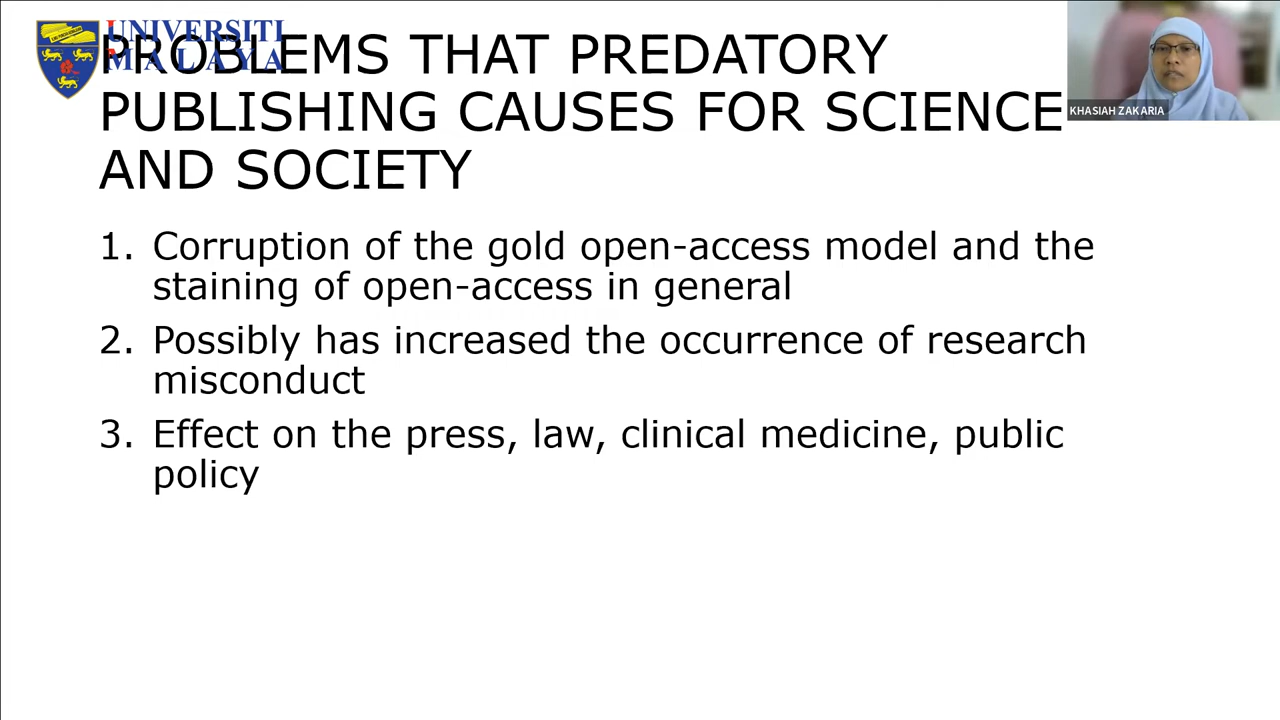 UNIVERSITI
MALAYA
PROBLEMS THAT PREDATORY
PUBLISHING CAUSES FOR SCIENCE
AND SOCIETY
KHASIAH ZAKARIA
1. Corruption of the gold open-access model and the
staining of open-access in general
2. Possibly has increased the occurrence of research
misconduct
3. Effect on the press, law, clinical medicine, public
policy